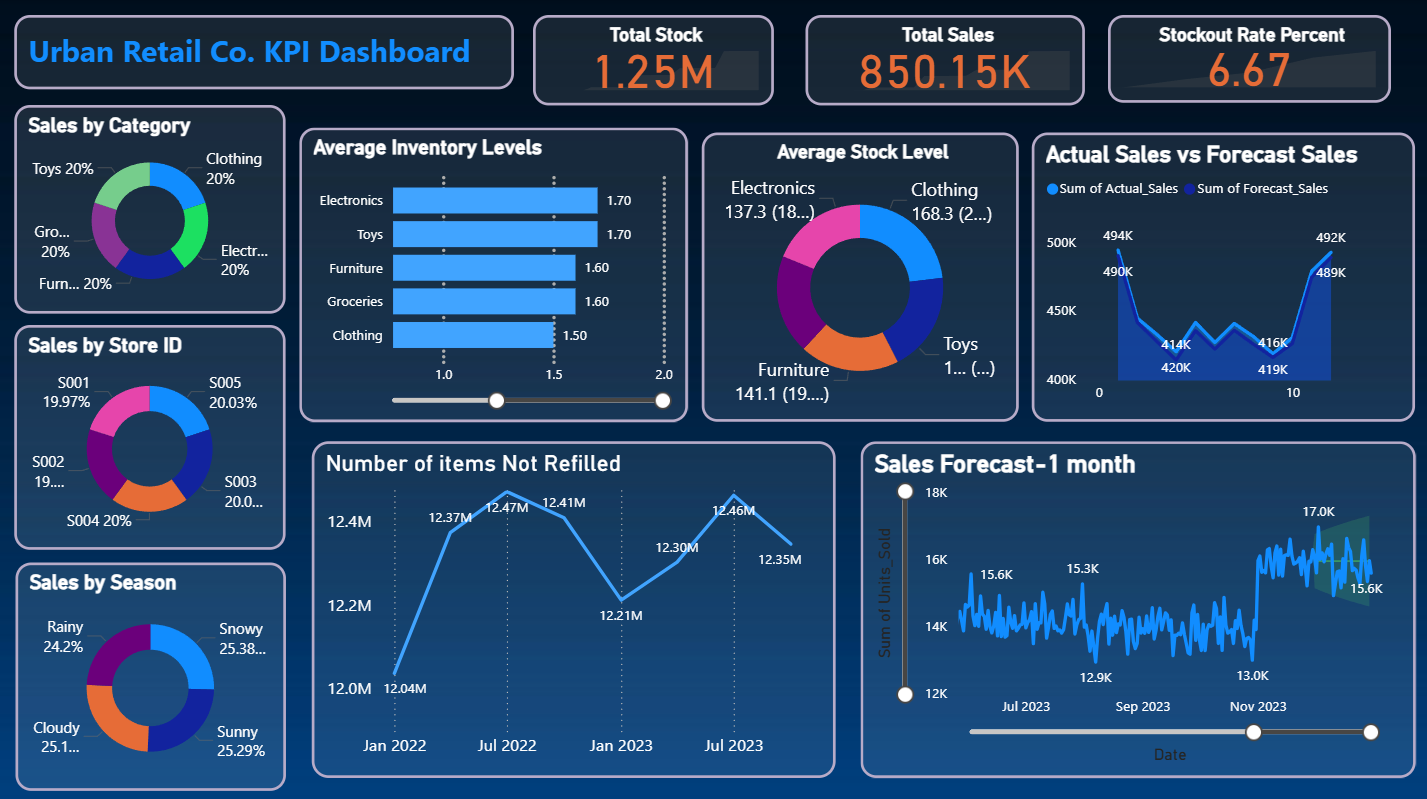 Urban Retail Co. KPI Dashboard
Total Stock
1.25M
Total Sales
850.15K
Stockout Rate Percent
6.67
Sales by Category
Toys 20%
Clothing
20%
Gro...
20%
Electr...
20%
Furn... 20%
Average Inventory Levels
Electronics
1.70
Toys
1.70
Furniture
1.60
Groceries
1.60
Clothing
1.50
1.0
1.5
2.0
Average Stock Level
Electronics
137.3 (18...)
Clothing
168.3 (2...)
Toys
1... (...)
Furniture
141.1 (19....)
Actual Sales vs Forecast Sales
Sum of Actual_Sales
Sum of Forecast_Sales
500K
450K
400K
494K
490K
414K
420K
416K
419K
492K
489K
0
10
Sales by Store ID
S001
19.97%
S005
20.03%
S002
19....
S003
20.0...
S004 20%
Sales by Season
Rainy
24.2%
Snowy
25.38...
Cloudy
25.1...
Sunny
25.29%
Number of items Not Refilled
12.4M
12.2M
12.0M
12.04M
12.37M
12.47M
12.41M
12.21M
12.30M
12.46M
12.35M
Jan 2022
Jul 2022
Jan 2023
Jul 2023
Sales Forecast-1 month
Sum of Units_Sold
18K
16K
14K
12K
15.6K
15.3K
12.9K
13.0K
17.0K
15.6K
Jul 2023
Sep 2023
Nov 2023
Date